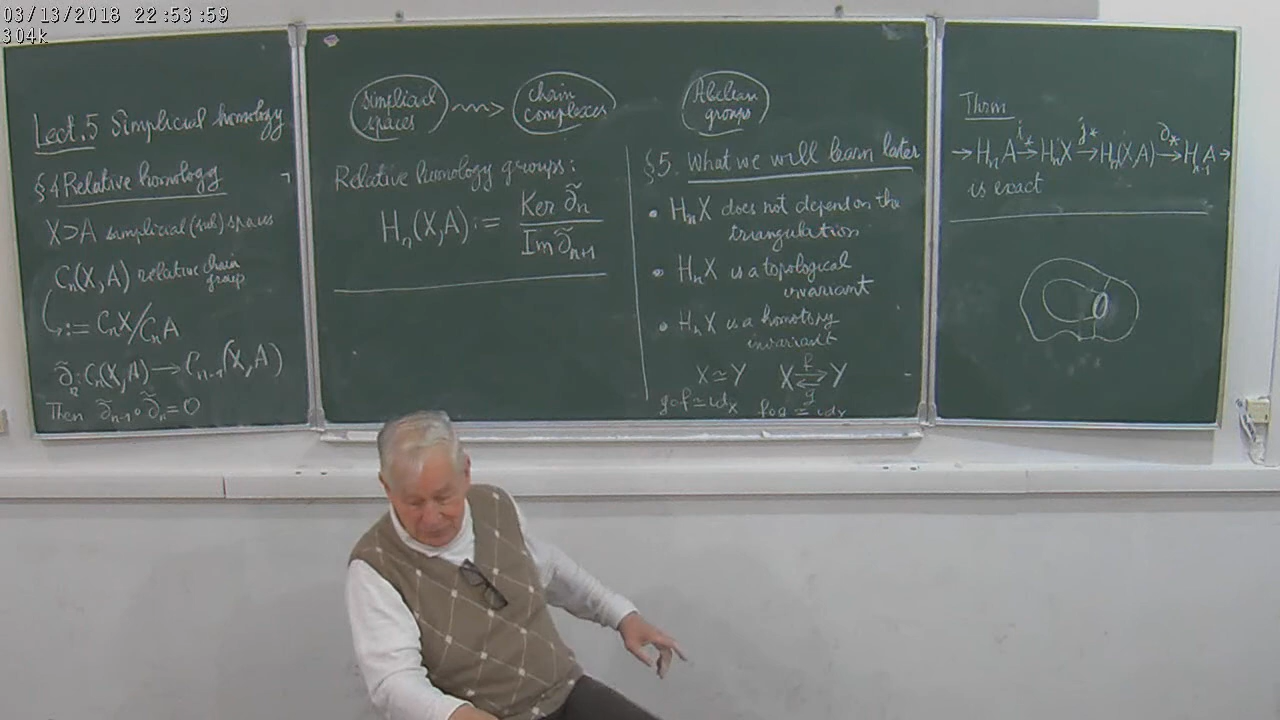 03/13/2018 22:53:59
304k
Lect.5 Simplicial homology
§4 Relative homology
X⊃A simplicial (sub)spaces
Cₙ(X,A) relative chain group
:= CₙX/CₙA
∂̃ₙ: Cₙ(X,A) → Cₙ₋₁(X,A)
Then ∂̃ₙ₋₁∘∂̃ₙ=0
simplicial spaces
chain complexes
Abelian groups
Relative homology groups:
Hₙ(X,A) := Ker ∂̃ₙ / Im ∂̃ₙ₊₁
§5. What we will learn later
• HₙX does not depend on the
triangulation
• HₙX is a topological
invariant
• HₙX is a homotopy
invariant
X≃Y X ⇄ Y
f
g
g∘f≃idₓ f∘g≃id
Thm
→HₙA →i* HₙX →j* Hₙ(X,A) →∂* Hₙ₋₁A→
is exact